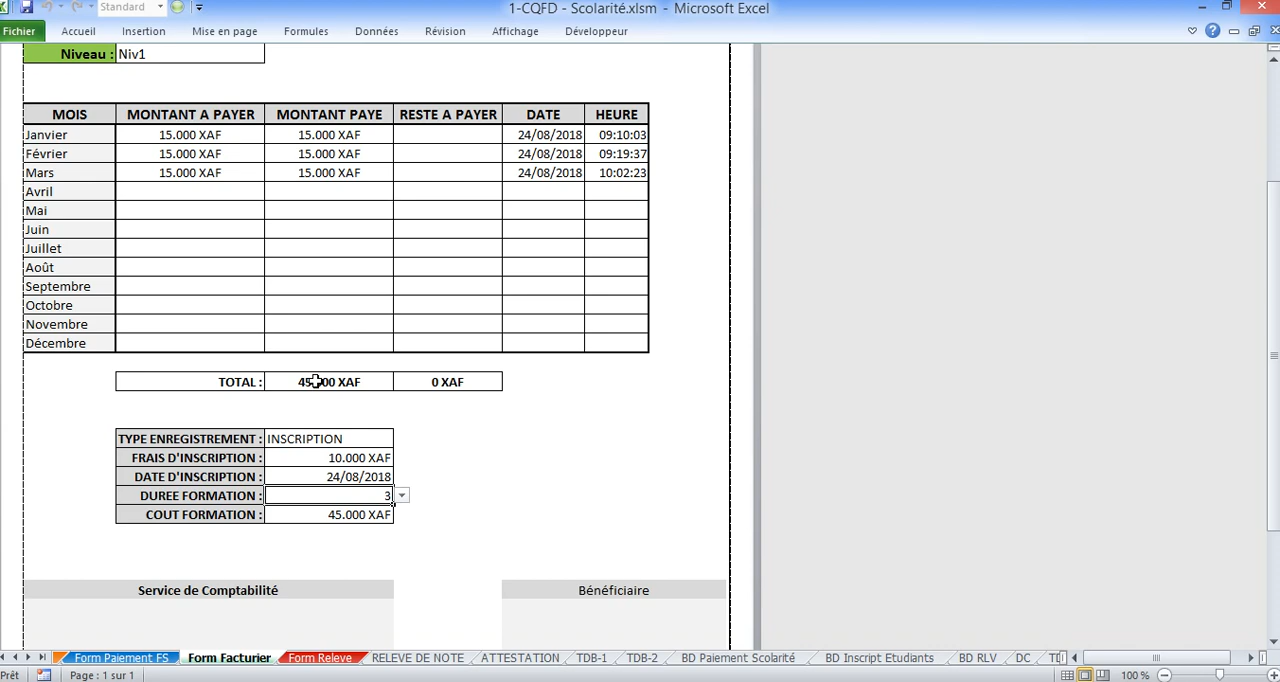 Standard
1-CQFD - Scolarité.xlsm - Microsoft Excel
Fichier Accueil Insertion Mise en page Formules Données Révision Affichage Développeur
Niveau : Niv1
MOIS MONTANT A PAYER MONTANT PAYE RESTE A PAYER DATE HEURE
Janvier 15.000 XAF 15.000 XAF 24/08/2018 09:10:03
Février 15.000 XAF 15.000 XAF 24/08/2018 09:19:37
Mars 15.000 XAF 15.000 XAF 24/08/2018 10:02:23
Avril
Mai
Juin
Juillet
Août
Septembre
Octobre
Novembre
Décembre
TOTAL : XAF 0 XAF
TYPE ENREGISTREMENT : INSCRIPTION
FRAIS D'INSCRIPTION : 10.000 XAF
DATE D'INSCRIPTION : 24/08/2018
DUREE FORMATION : 3
COUT FORMATION : 45.000 XAF
Service de Comptabilité Bénéficiaire
Form Paiement FS Form Facturier Form Releve RELEVE DE NOTE ATTESTATION TDB-1 TDB-2 BD Paiement Scolarité BD Inscript Etudiants BD RLV DC
Prêt Page : 1 sur 1 100 %